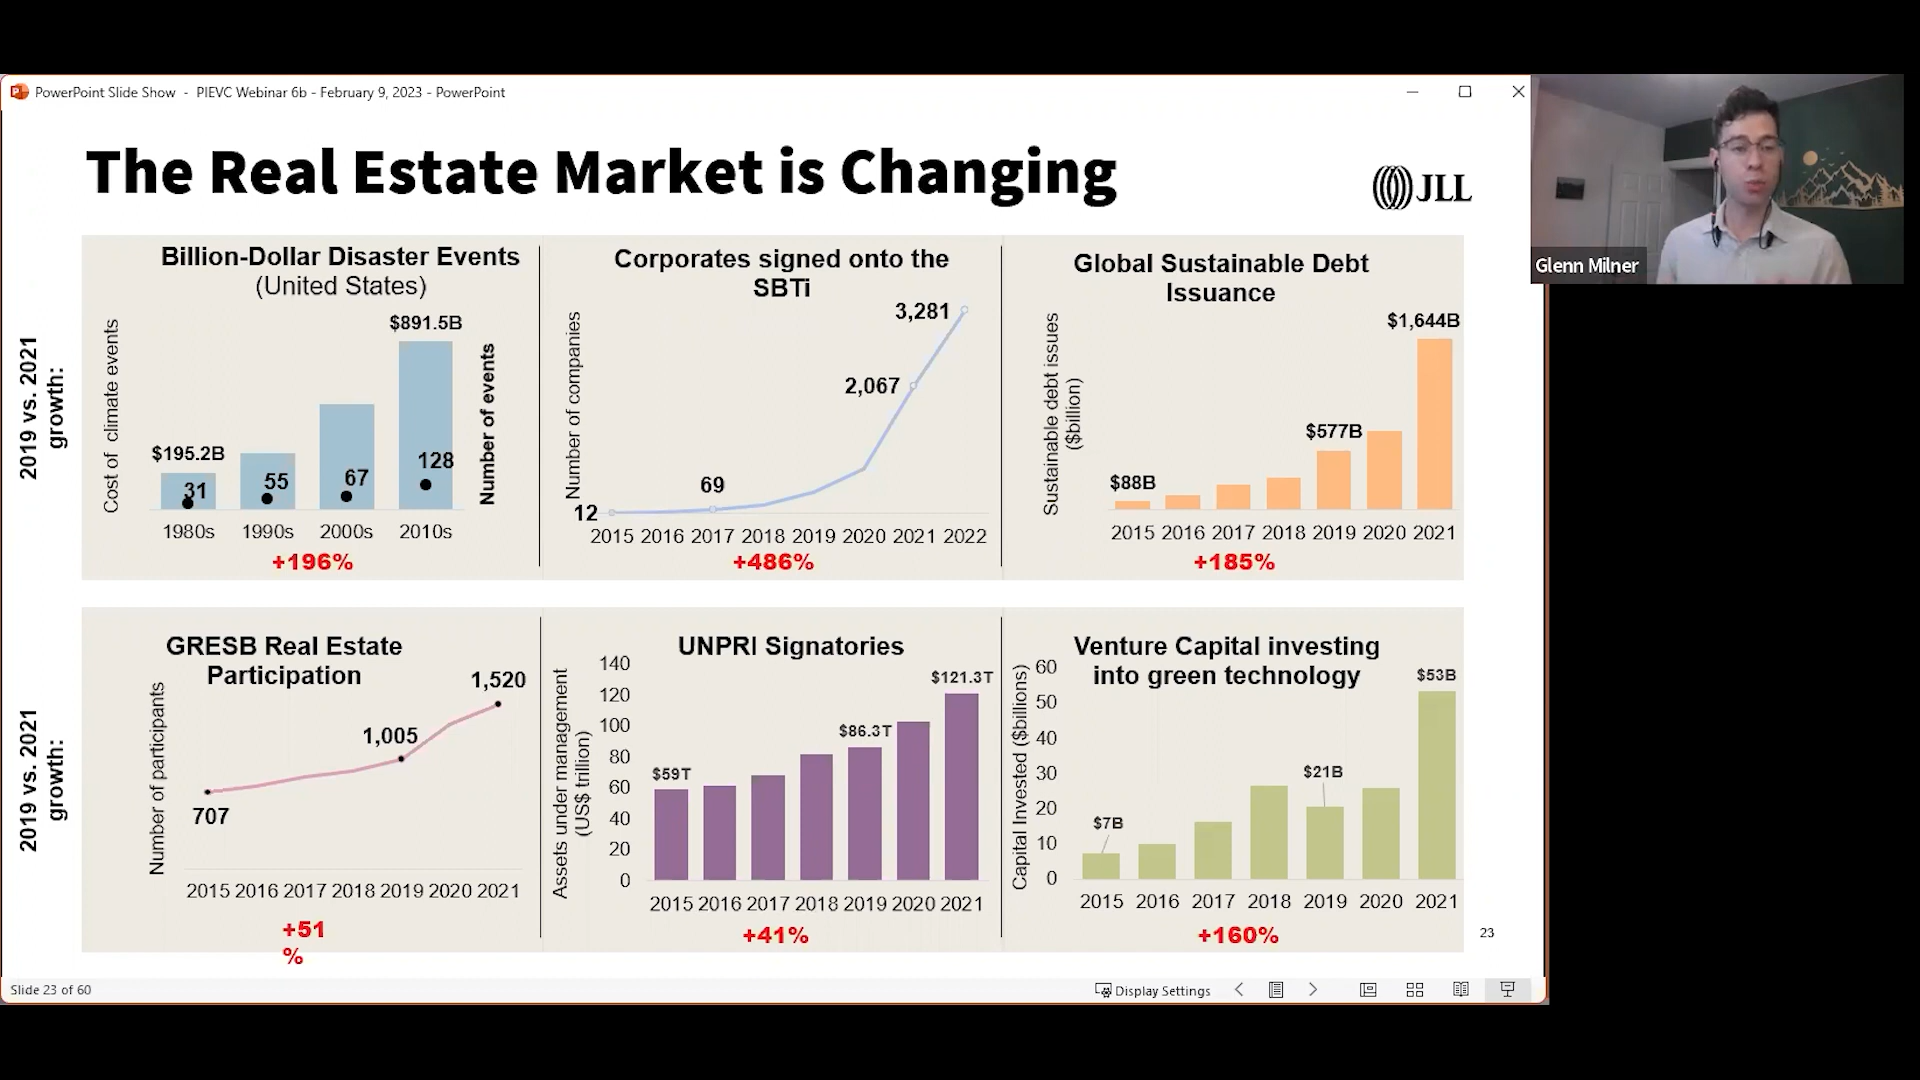 PowerPoint Slide Show - PIEVC Webinar 6b - February 9, 2023 - PowerPoint
The Real Estate Market is Changing
JLL
Glenn Milner
2019 vs. 2021
growth:
Billion-Dollar Disaster Events
(United States)
Cost of climate events
$195.2B
$891.5B
31
55
67
128
Number of events
1980s 1990s 2000s 2010s
+196%
Corporates signed onto the
SBTi
Number of companies
12
69
2,067
3,281
2015 2016 2017 2018 2019 2020 2021 2022
+486%
Global Sustainable Debt
Issuance
Sustainable debt issues
($billion)
$88B
$577B
$1,644B
2015 2016 2017 2018 2019 2020 2021
+185%
2019 vs. 2021
growth:
GRESB Real Estate
Participation
Number of participants
707
1,005
1,520
2015 2016 2017 2018 2019 2020 2021
+51
%
UNPRI Signatories
Assets under management
(US$ trillion)
140
120
100
80
60
40
20
0
$59T
$86.3T
$121.3T
2015 2016 2017 2018 2019 2020 2021
+41%
Venture Capital investing
into green technology
Capital Invested ($billions)
60
50
40
30
20
10
0
$7B
$21B
$53B
2015 2016 2017 2018 2019 2020 2021
+160%
23
Slide 23 of 60
Display Settings